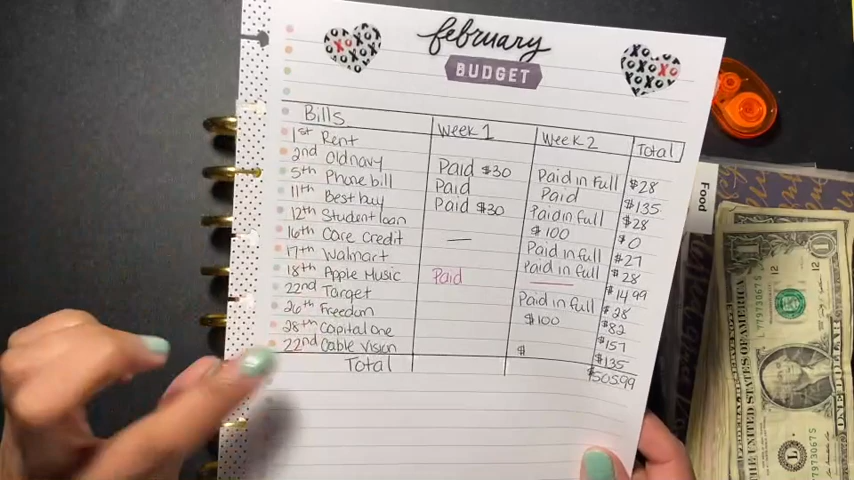 february
BUDGET
Bills Week 1 Week 2 Total
1st Rent
2nd Oldnavy Paid $30 Paid in full $28
5th Phone bill Paid Paid $135
11th Best buy Paid $30 Paid in full $28
12th Student loan $100 $0
16th Care Credit — Paid in full $27
17th Walmart Paid in full $28
18th Apple Music Paid — $14.99
22nd Target Paid in full $28
26th Freedom $100 $82
28th Capital One $157
22nd Cable Vision $ $135
Total $505.99
Food